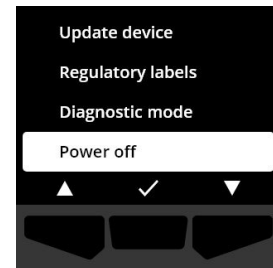 Update device
Regulatory labels
Diagnostic mode
Power off